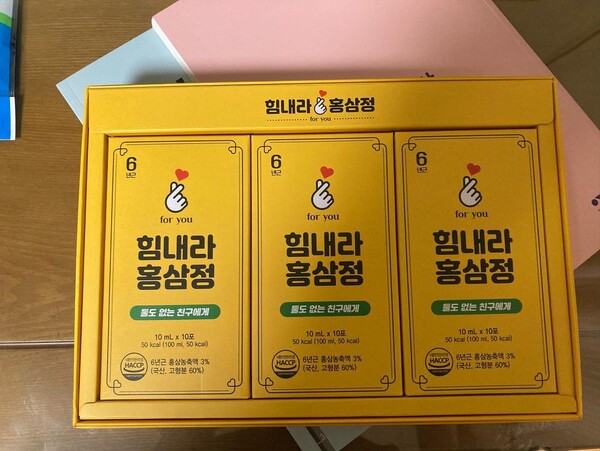 힘내라 홍삼정
for you
6
년근
for you
힘내라
홍삼정
둘도 없는 친구에게
10 mL x 10포
50 kcal (100 ml, 50 kcal)
HACCP
6년근 홍삼농축액 3%
(국산, 고형분 60%)
6
년근
for you
힘내라
홍삼정
둘도 없는 친구에게
10 mL x 10포
50 kcal (100 ml, 50 kcal)
HACCP
6년근 홍삼농축액 3%
(국산, 고형분 60%)
6
년근
for you
힘내라
홍삼정
둘도 없는 친구에게
10 mL x 10포
50 kcal (100 ml, 50 kcal)
HACCP
6년근 홍삼농축액 3%
(국산, 고형분 60%)